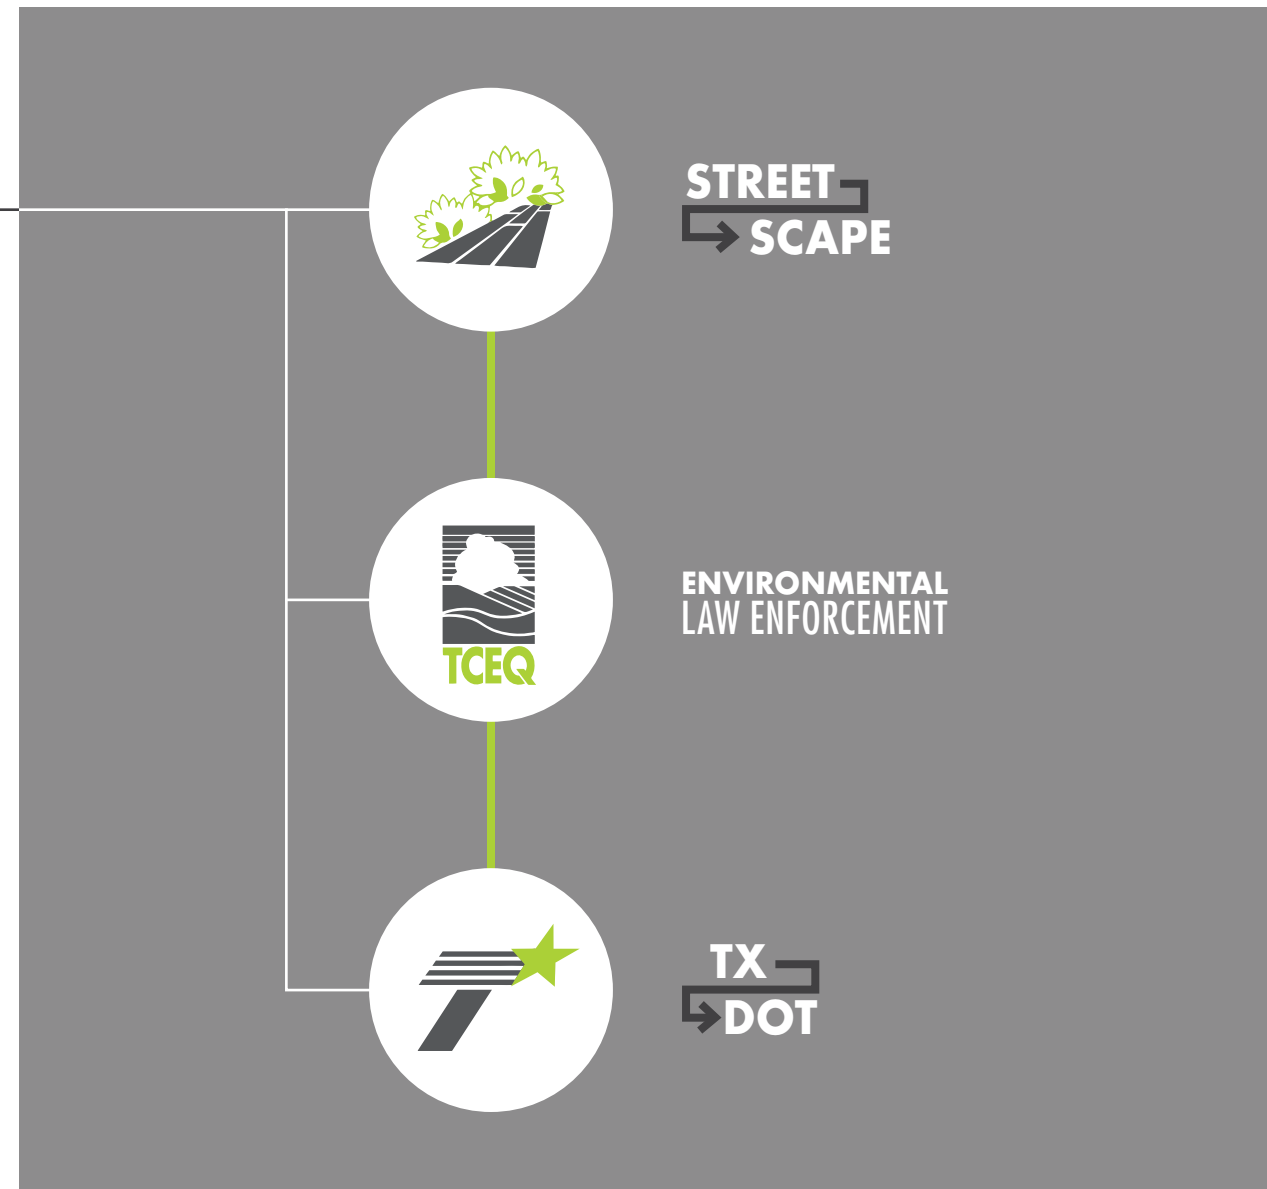 STREET
SCAPE
TCEQ
ENVIRONMENTAL
LAW ENFORCEMENT
TX
DOT